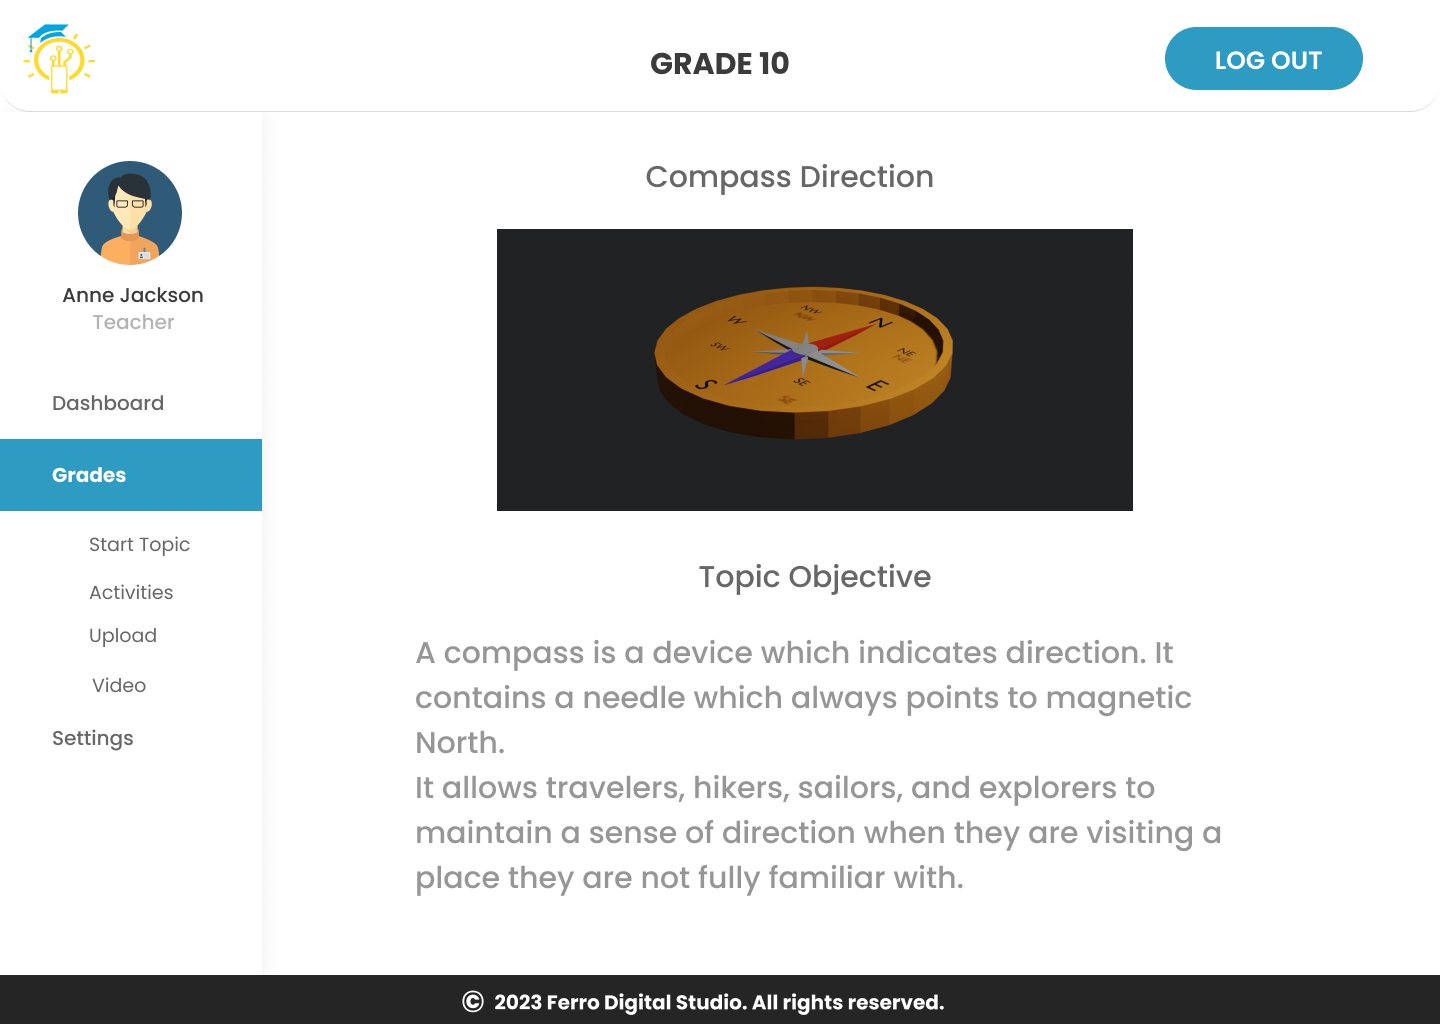 GRADE 10
LOG OUT
Anne Jackson
Teacher
Dashboard
Grades
Start Topic
Activities
Upload
Video
Settings
Compass Direction
NW
NW
N
W
NE
NE
SW
S
SE
E
SE
Topic Objective
A compass is a device which indicates direction. It
contains a needle which always points to magnetic
North.
It allows travelers, hikers, sailors, and explorers to
maintain a sense of direction when they are visiting a
place they are not fully familiar with.
© 2023 Ferro Digital Studio. All rights reserved.